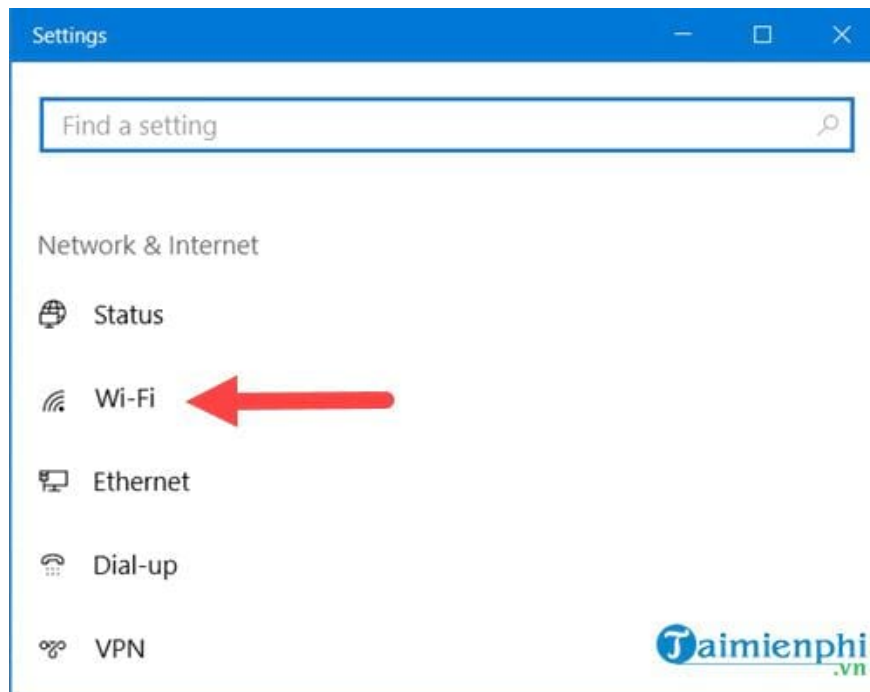 Settings
Find a setting
Network & Internet
Status
Wi-Fi
Ethernet
Dial-up
VPN
Taimienphi
.vn